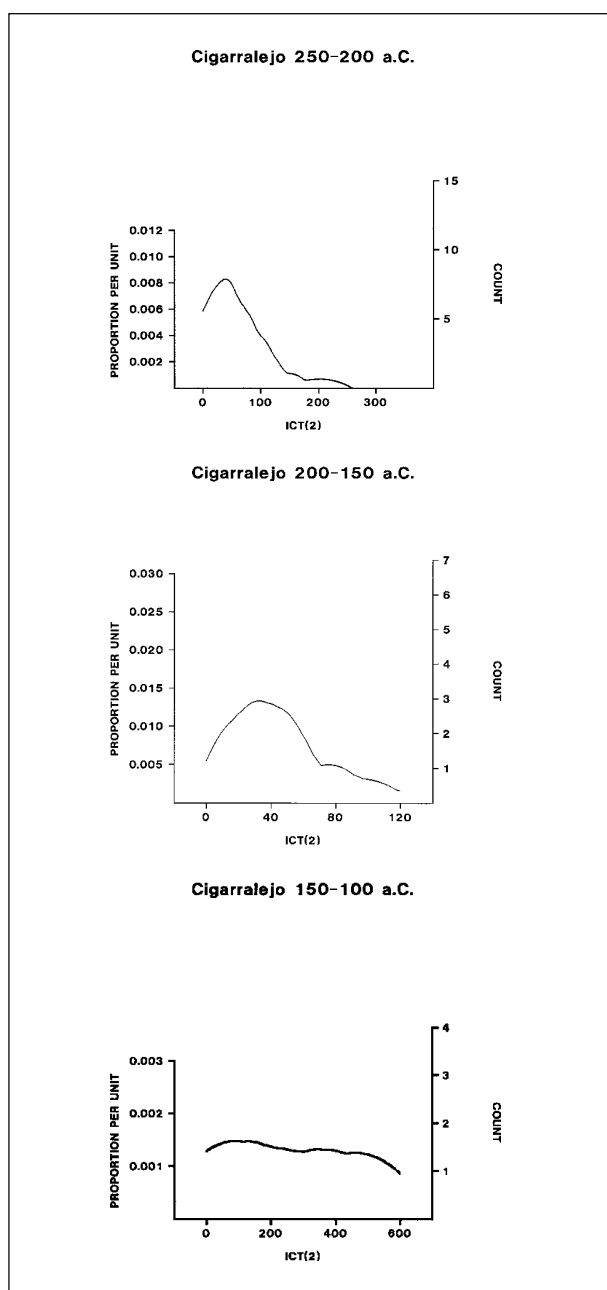 Cigarralejo 250-200 a.C.
15
0.012
0.010
10
0.008
0.006
5
0.004
0.002
PROPORTION PER UNIT
COUNT
0 100 200 300
ICT(2)
Cigarralejo 200-150 a.C.
7
0.030
6
0.025
5
0.020
4
0.015
3
0.010
2
0.005
1
PROPORTION PER UNIT
COUNT
0 40 80 120
ICT(2)
Cigarralejo 150-100 a.C.
4
0.003
3
0.002
2
0.001
1
PROPORTION PER UNIT
COUNT
0 200 400 600
ICT(2)